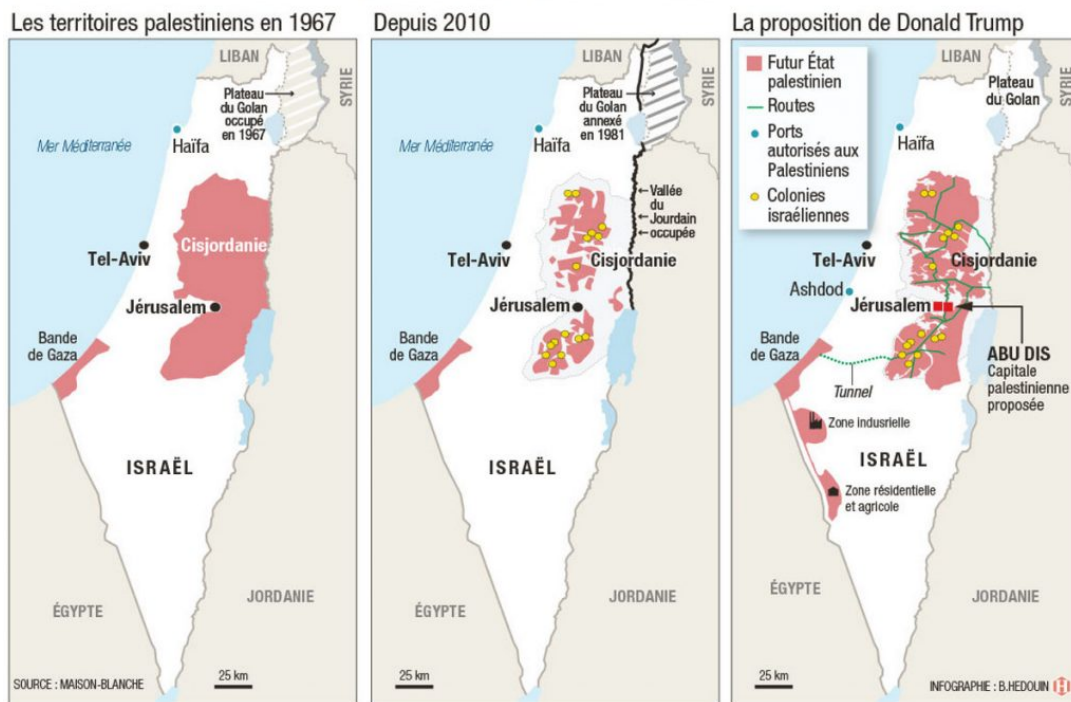 Les territoires palestiniens en 1967
LIBAN
SYRIE
Plateau
du Golan
occupé
en 1967
Mer Méditerranée
Haïfa
Cisjordanie
Tel-Aviv
Jérusalem
Bande
de Gaza
ISRAËL
ÉGYPTE
JORDANIE
25 km
SOURCE : MAISON-BLANCHE
Depuis 2010
LIBAN
SYRIE
Plateau
du Golan
annexé
en 1981
Mer Méditerranée
Haïfa
Vallée
du
Jourdain
occupée
Tel-Aviv
Cisjordanie
Jérusalem
Bande
de Gaza
ISRAËL
ÉGYPTE
JORDANIE
25 km
La proposition de Donald Trump
Futur État
palestinien
Routes
Ports
autorisés aux
Palestiniens
Colonies
israéliennes
LIBAN
SYRIE
Plateau
du Golan
Haïfa
Tel-Aviv
Cisjordanie
Ashdod
Jérusalem
Bande
de Gaza
ABU DIS
Capitale
palestinienne
proposée
Tunnel
Zone indusrielle
ISRAËL
Zone résidentielle
et agricole
ÉGYPTE
JORDANIE
25 km
INFOGRAPHIE : B.HEDOUIN
H